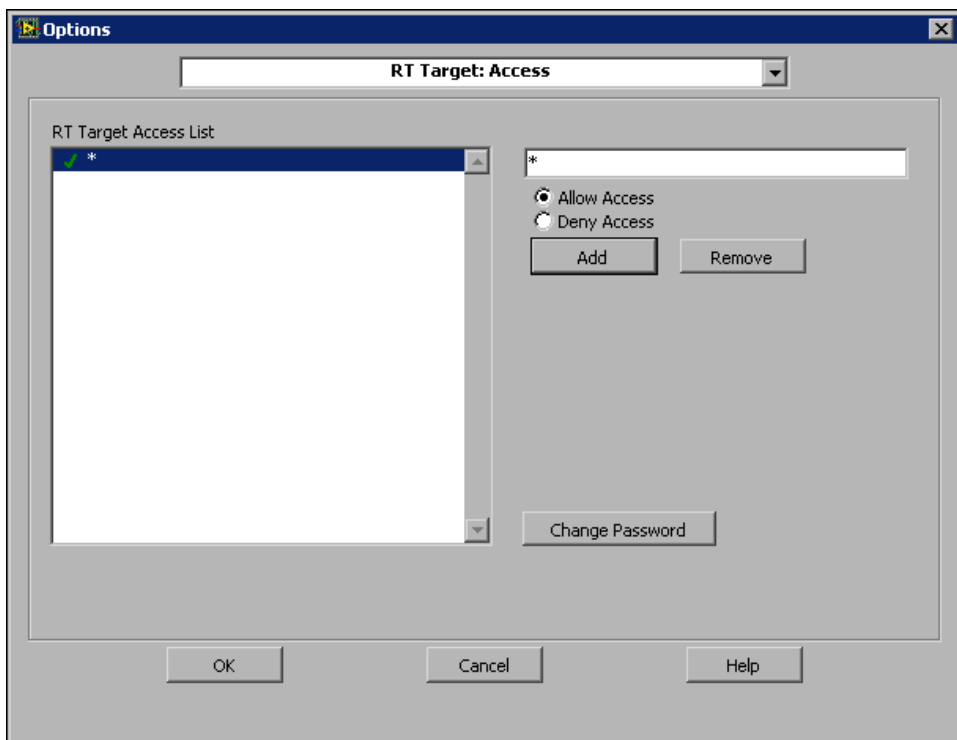 Options
RT Target: Access
RT Target Access List
*
*
Allow Access
Deny Access
Add
Remove
Change Password
OK
Cancel
Help